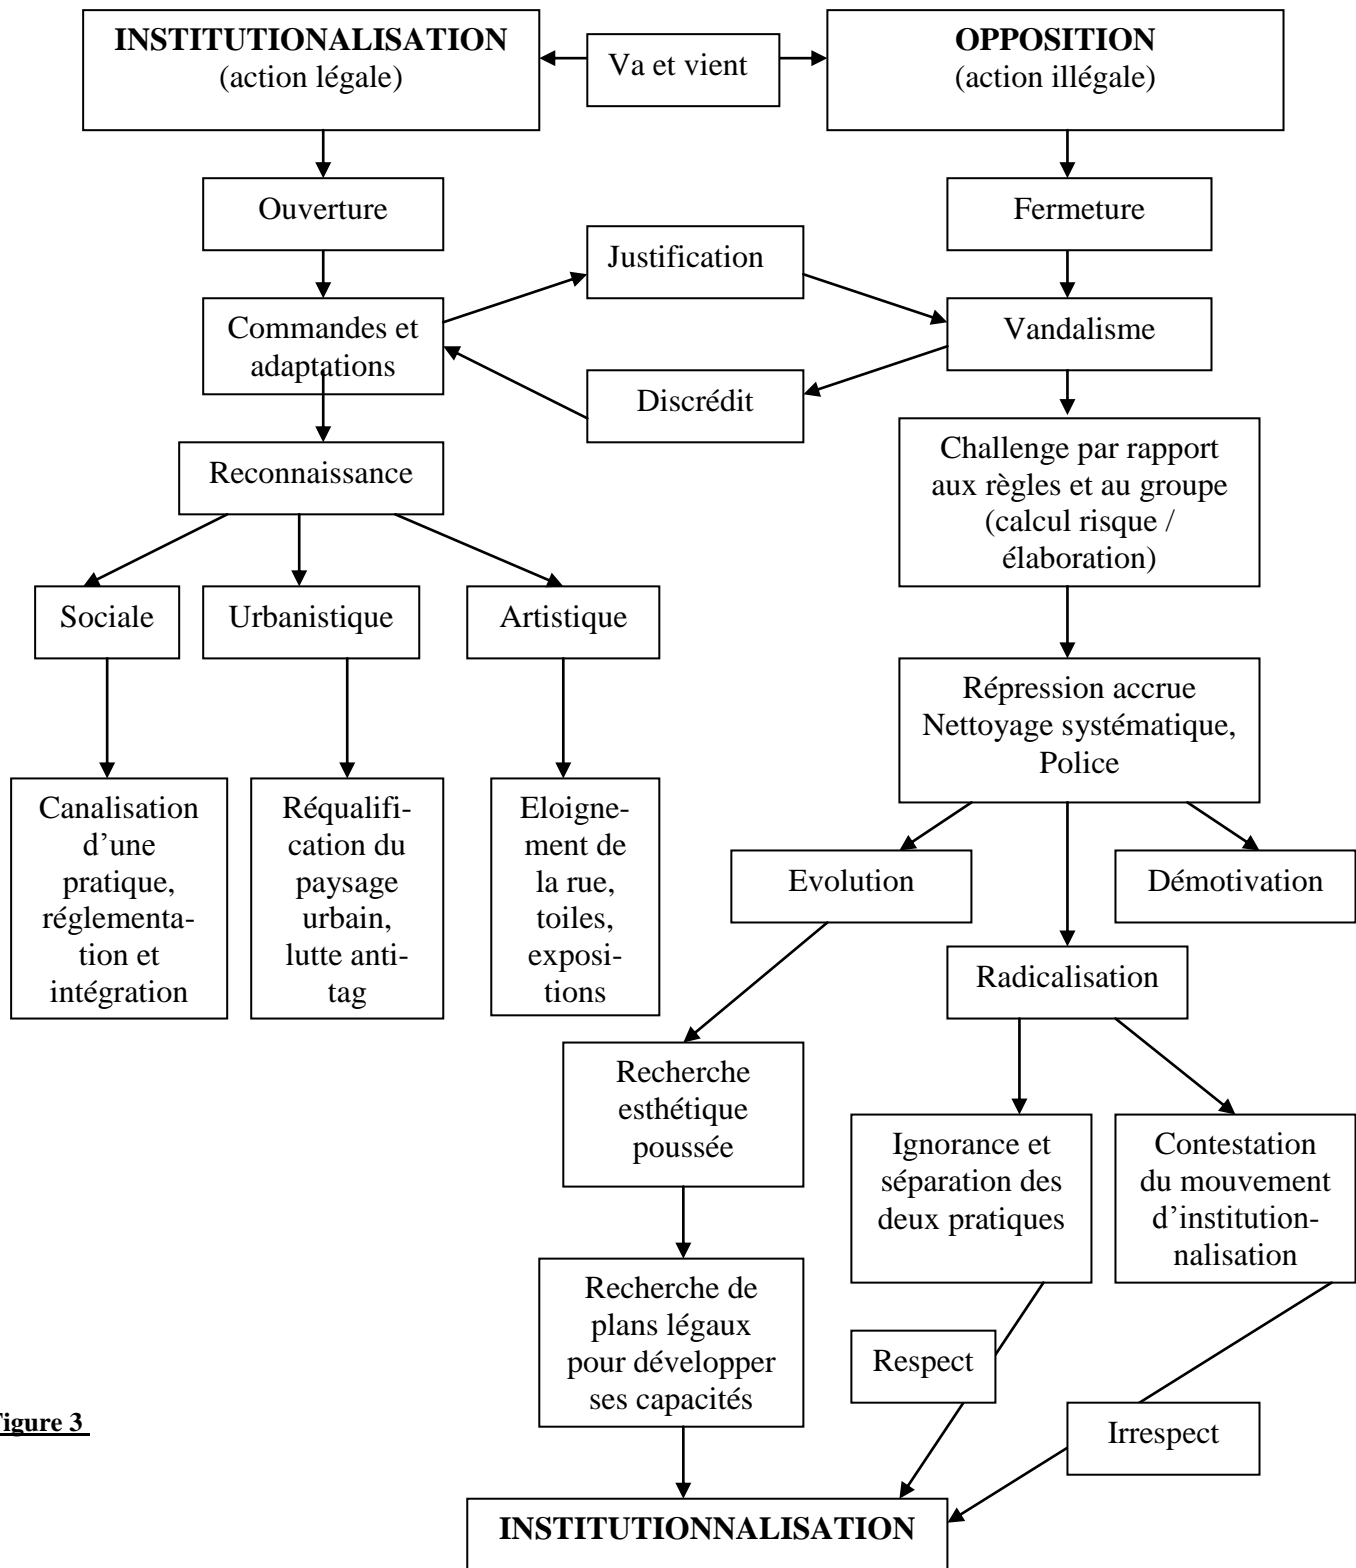 INSTITUTIONALISATION
(action légale)
Va et vient
OPPOSITION
(action illégale)
Ouverture
Fermeture
Justification
Commandes et
adaptations
Vandalisme
Discrédit
Reconnaissance
Challenge par rapport
aux règles et au groupe
(calcul risque /
élaboration)
Sociale
Urbanistique
Artistique
Répression accrue
Nettoyage systématique,
Police
Canalisation
d’une
pratique,
réglementa-
tion et
intégration
Réqualifi-
cation du
paysage
urbain,
lutte anti-
tag
Eloigne-
ment de
la rue,
toiles,
exposi-
tions
Evolution
Démotivation
Radicalisation
Recherche
esthétique
poussée
Ignorance et
séparation des
deux pratiques
Contestation
du mouvement
d’institution-
nalisation
Recherche de
plans légaux
pour développer
ses capacités
Respect
Irrespect
igure 3
INSTITUTIONNALISATION